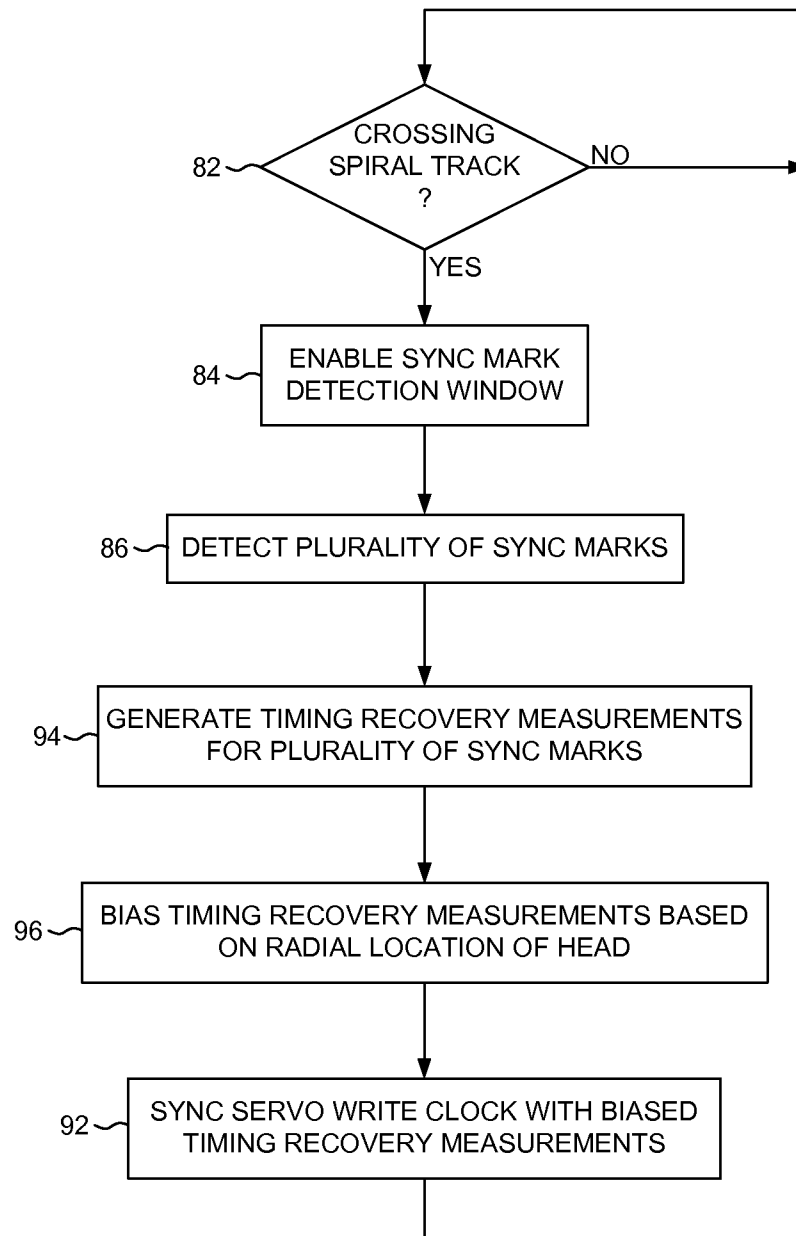 CROSSING
SPIRAL TRACK
?
82
NO
YES
ENABLE SYNC MARK
DETECTION WINDOW
84
DETECT PLURALITY OF SYNC MARKS
86
GENERATE TIMING RECOVERY MEASUREMENTS
FOR PLURALITY OF SYNC MARKS
94
BIAS TIMING RECOVERY MEASUREMENTS BASED
ON RADIAL LOCATION OF HEAD
96
SYNC SERVO WRITE CLOCK WITH BIASED
TIMING RECOVERY MEASUREMENTS
92